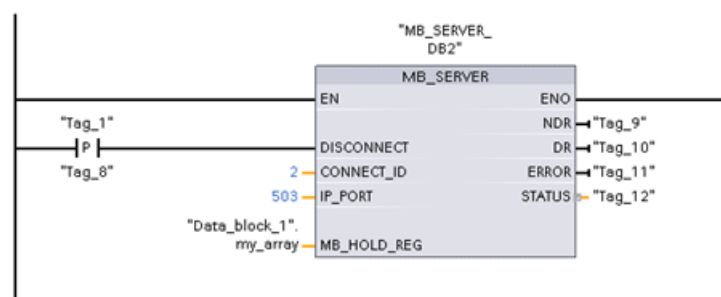 "MB_SERVER_
DB2"
MB_SERVER
EN ENO
"Tag_1" NDR "Tag_9"
P DISCONNECT DR "Tag_10"
"Tag_8" 2 CONNECT_ID ERROR "Tag_11"
503 IP_PORT STATUS "Tag_12"
"Data_block_1".
my_array MB_HOLD_REG